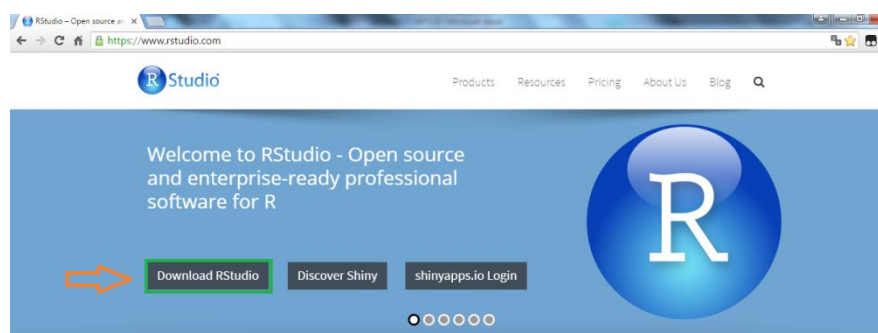 RStudio – Open source an
https://www.rstudio.com
R Studio
Products Resources Pricing About Us Blog
Welcome to RStudio - Open source
and enterprise-ready professional
software for R
R
Download RStudio Discover Shiny shinyapps.io Login